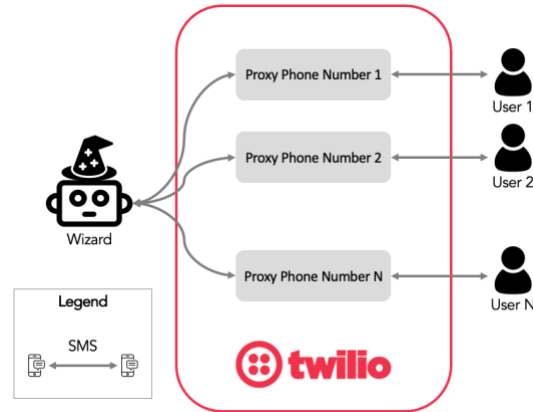 Proxy Phone Number 1
User 1
Proxy Phone Number 2
User 2
Wizard
Proxy Phone Number N
User N
Legend
SMS
twilio